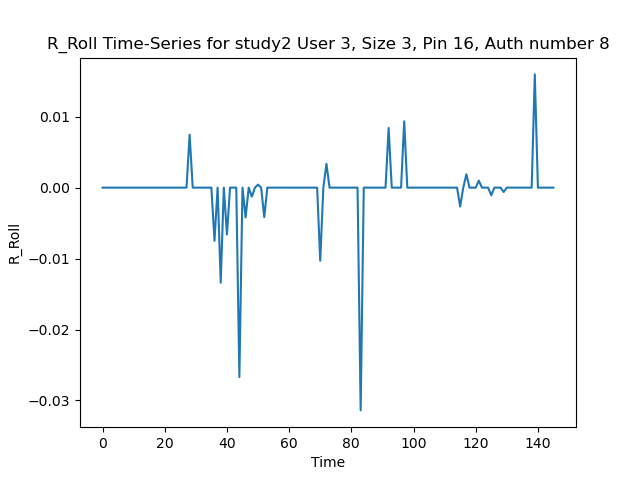 R_Roll Time-Series for study2 User 3, Size 3, Pin 16, Auth number 8
0.01
0.00
−0.01
−0.02
−0.03
R_Roll
0 20 40 60 80 100 120 140
Time